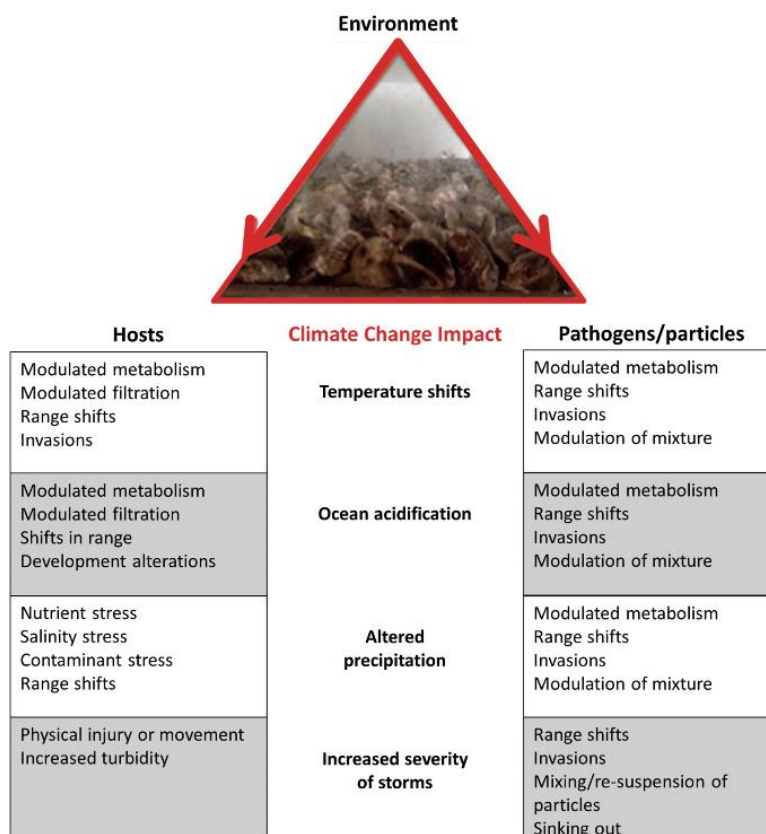 Environment
Hosts
Climate Change Impact
Pathogens/particles
Modulated metabolism
Modulated filtration
Range shifts
Invasions
Temperature shifts
Modulated metabolism
Range shifts
Invasions
Modulation of mixture
Modulated metabolism
Modulated filtration
Shifts in range
Development alterations
Ocean acidification
Modulated metabolism
Range shifts
Invasions
Modulation of mixture
Nutrient stress
Salinity stress
Contaminant stress
Range shifts
Altered
precipitation
Modulated metabolism
Range shifts
Invasions
Modulation of mixture
Physical injury or movement
Increased turbidity
Increased severity
of storms
Range shifts
Invasions
Mixing/re-suspension of
particles
Sinking out